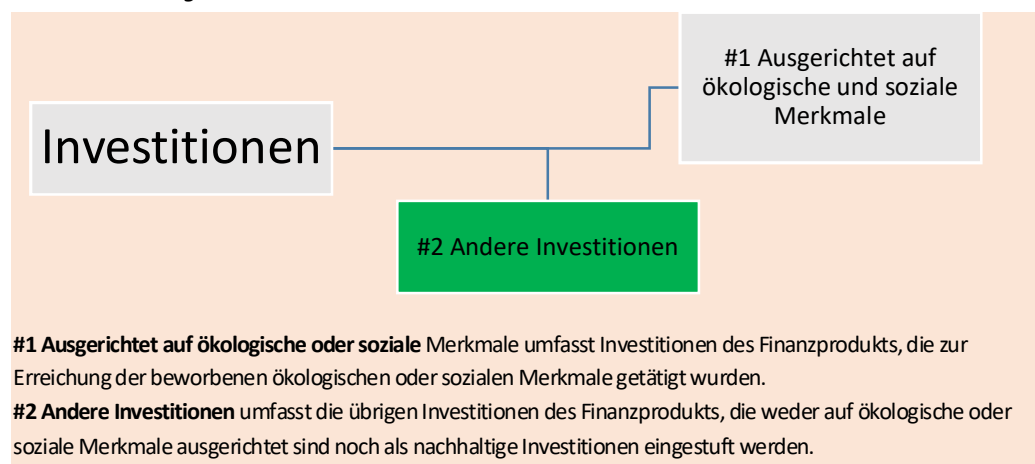 #1 Ausgerichtet auf
ökologische und soziale
Merkmale
Investitionen
#2 Andere Investitionen
#1 Ausgerichtet auf ökologische oder soziale Merkmale umfasst Investitionen des Finanzprodukts, die zur
Erreichung der beworbenen ökologischen oder sozialen Merkmale getätigt wurden.
#2 Andere Investitionen umfasst die übrigen Investitionen des Finanzprodukts, die weder auf ökologische oder
soziale Merkmale ausgerichtet sind noch als nachhaltige Investitionen eingestuft werden.